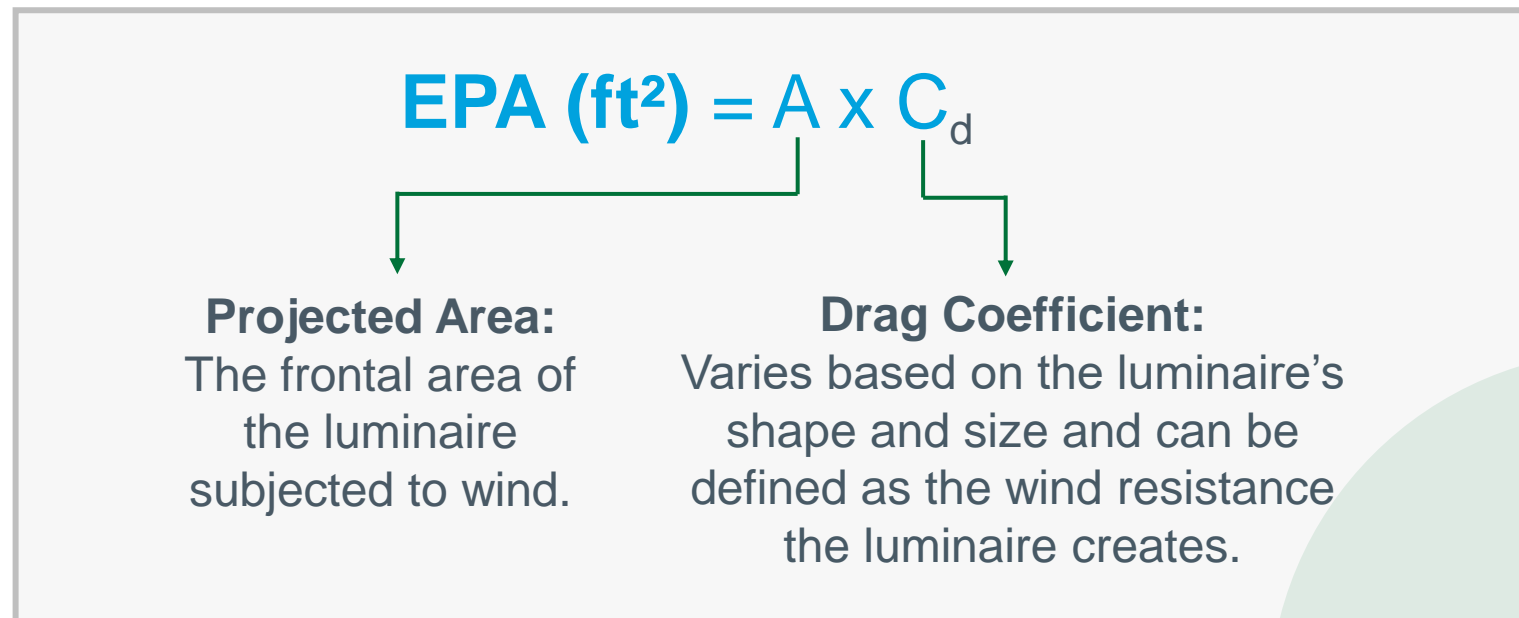 EPA (ft²) = A x Cd
Projected Area:
The frontal area of
the luminaire
subjected to wind.
Drag Coefficient:
Varies based on the luminaire’s
shape and size and can be
defined as the wind resistance
the luminaire creates.